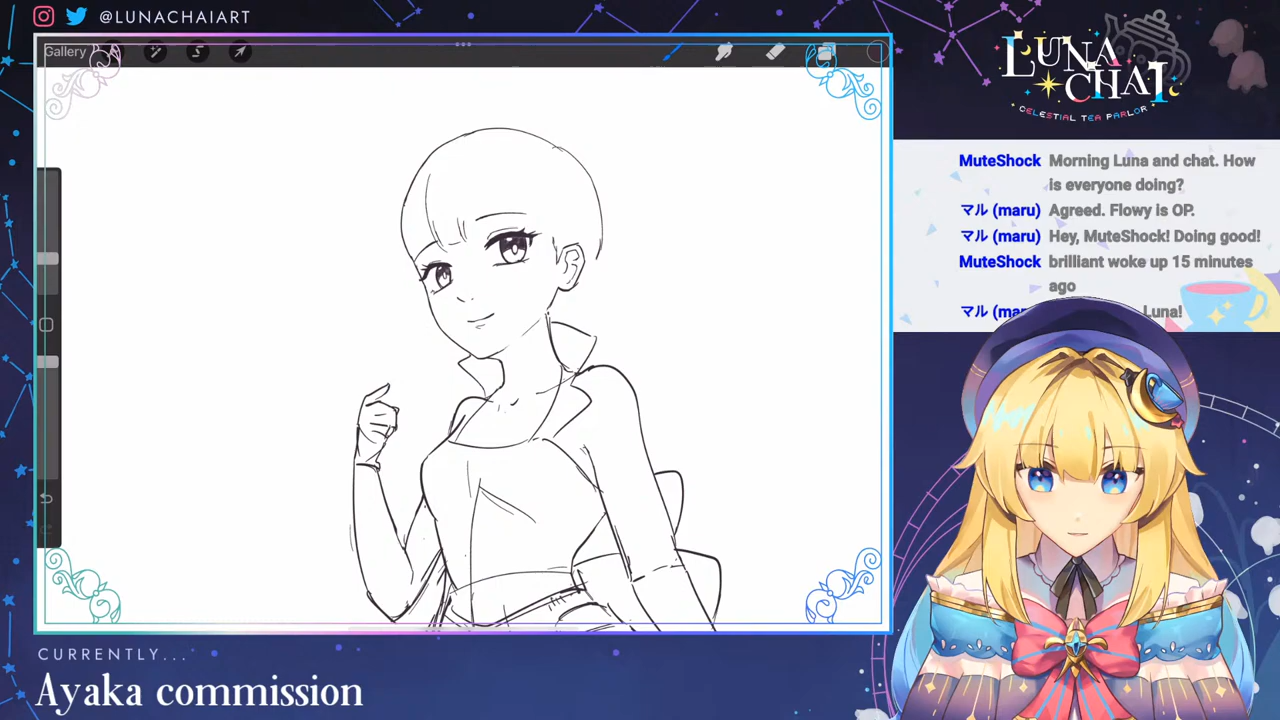 @LUNACHAIART
Gallery
LUNA
CHAI
CELESTIAL TEA PARLOR
MuteShock Morning Luna and chat. How
is everyone doing?
マル (maru) Agreed. Flowy is OP.
マル (maru) Hey, MuteShock! Doing good!
MuteShock brilliant woke up 15 minutes
ago
マル Luna!
CURRENTLY...
Ayaka commission